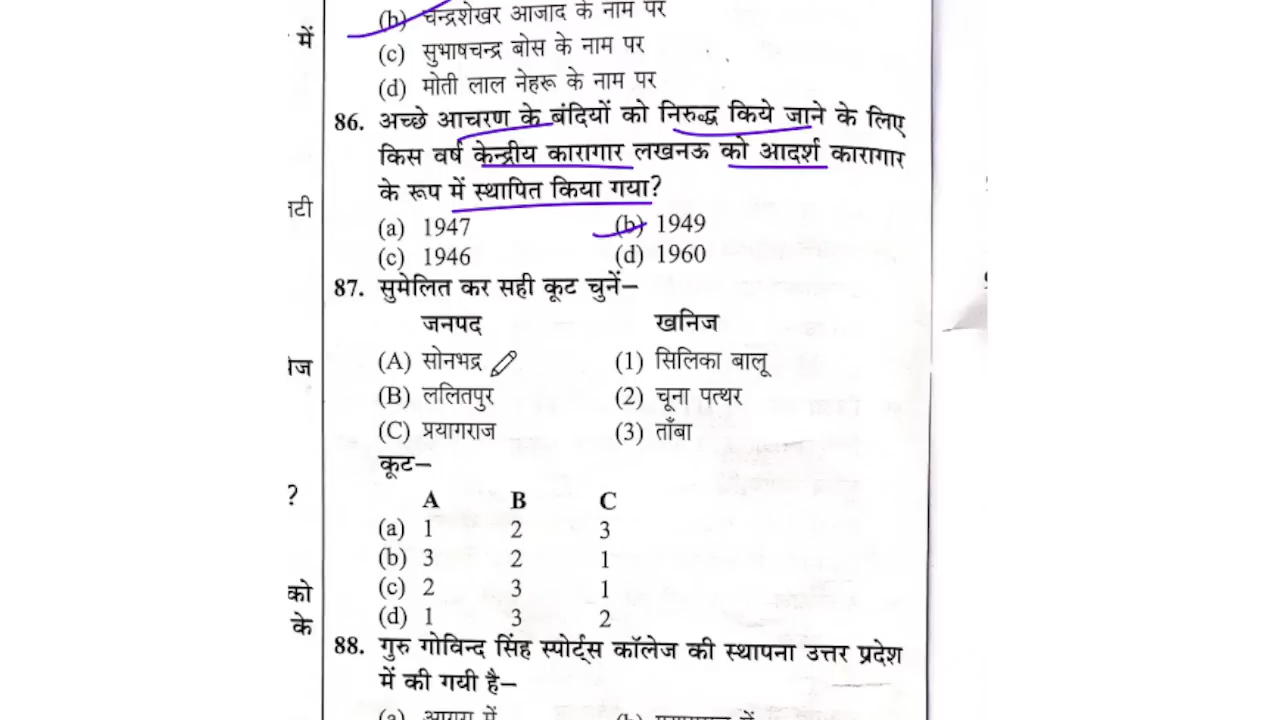 (b) चन्द्रशेखर आजाद के नाम पर
में
(c) सुभाषचन्द्र बोस के नाम पर
(d) मोती लाल नेहरू के नाम पर
86. अच्छे आचरण के बंदियों को निरुद्ध किये जाने के लिए
किस वर्ष केन्द्रीय कारागार लखनऊ को आदर्श कारागार
के रूप में स्थापित किया गया?
(a) 1947 (b) 1949
(c) 1946 (d) 1960
87. सुमेलित कर सही कूट चुनें–
जनपद खनिज
(A) सोनभद्र (1) सिलिका बालू
(B) ललितपुर (2) चूना पत्थर
(C) प्रयागराज (3) ताँबा
कूट–
?
A B C
(a) 1 2 3
(b) 3 2 1
(c) 2 3 1
को
(d) 1 3 2
के
88. गुरु गोविन्द सिंह स्पोर्ट्स कॉलेज की स्थापना उत्तर प्रदेश
में की गयी है–
(a) आगरा में (b)